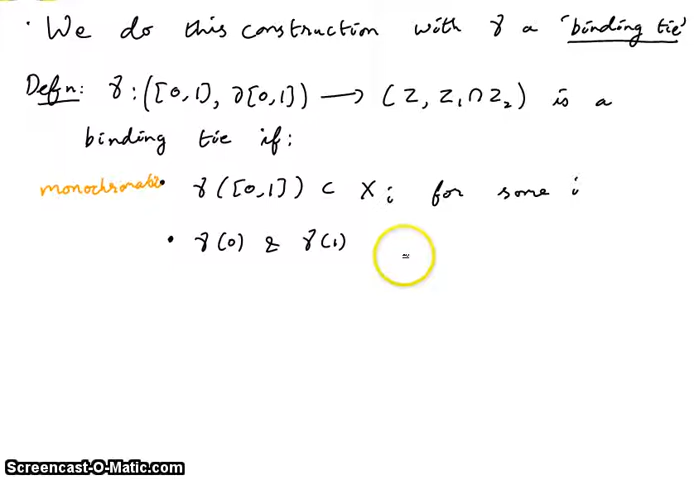 • We do this construction with γ a 'binding tie'
Defn: γ : ([0,1], ∂[0,1]) ⟶ (Z, Z₁∩Z₂) is a
binding tie if:
monochromatic • γ([0,1]) ⊂ Xᵢ for some i
• γ(0) & γ(1)
Screencast-O-Matic.com